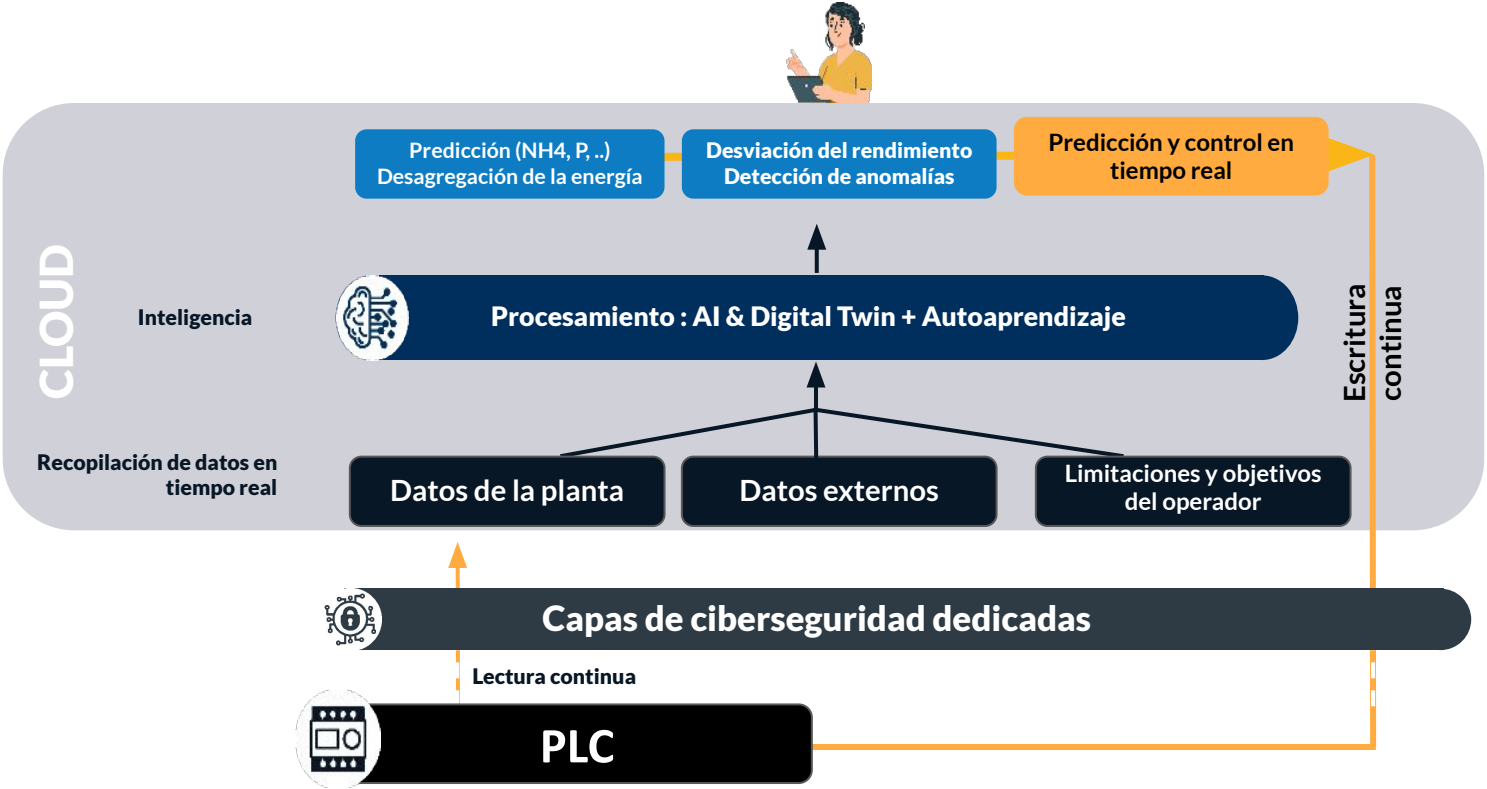 Predicción (NH4, P, ..)
Desagregación de la energía
Desviación del rendimiento
Detección de anomalías
Predicción y control en
tiempo real
CLOUD
Inteligencia
Procesamiento : AI & Digital Twin + Autoaprendizaje
Escritura
continua
Recopilación de datos en
tiempo real
Datos de la planta
Datos externos
Limitaciones y objetivos
del operador
Capas de ciberseguridad dedicadas
Lectura continua
PLC